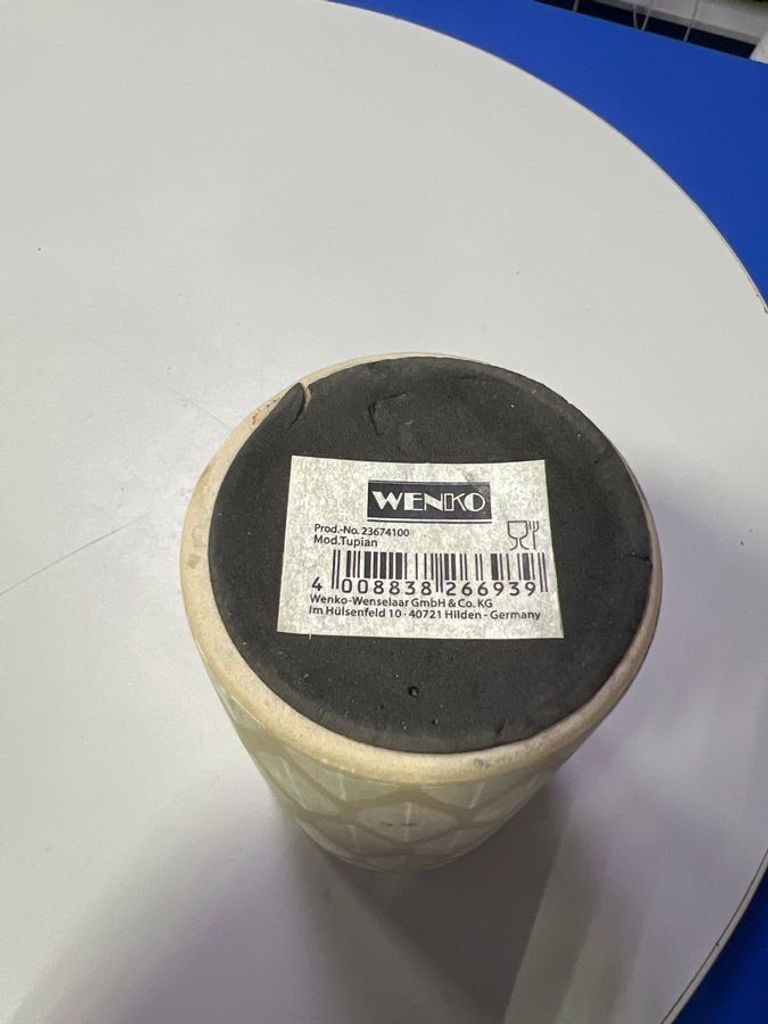 WENKO
Prod.-No. 23674100
Mod.Tupian
4 008838 266939
Wenko-Wenselaar GmbH & Co. KG
Im Hülsenfeld 10 - 40721 Hilden - Germany